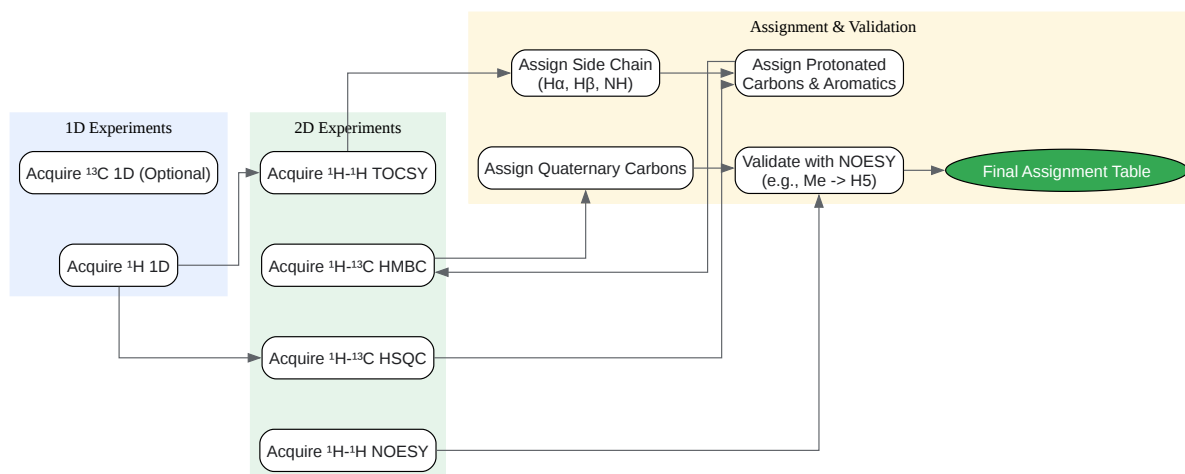 Assignment & Validation
Assign Side Chain
(Hα, Hβ, NH)
Assign Protonated
Carbons & Aromatics
1D Experiments
2D Experiments
Acquire ¹³C 1D (Optional)
Acquire ¹H-¹H TOCSY
Assign Quaternary Carbons
Validate with NOESY
(e.g., Me -> H5)
Final Assignment Table
Acquire ¹H 1D
Acquire ¹H-¹³C HMBC
Acquire ¹H-¹³C HSQC
Acquire ¹H-¹H NOESY